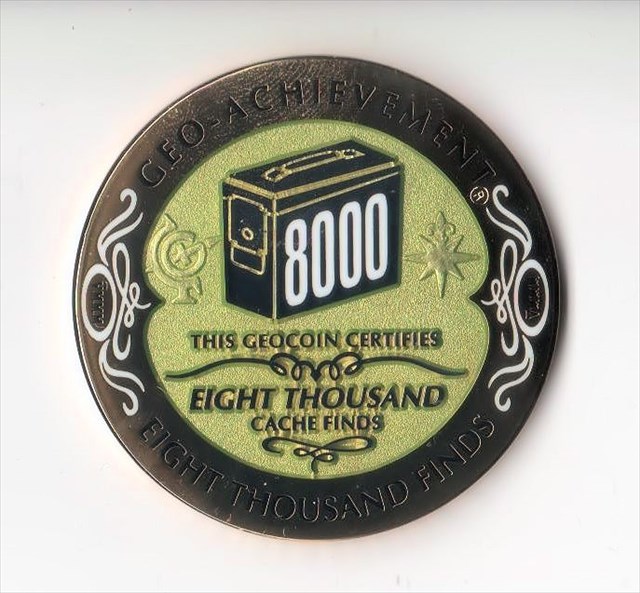 GEO-ACHIEVEMENT®
8000
THIS GEOCOIN CERTIFIES
EIGHT THOUSAND
CACHE FINDS
EIGHT THOUSAND FINDS